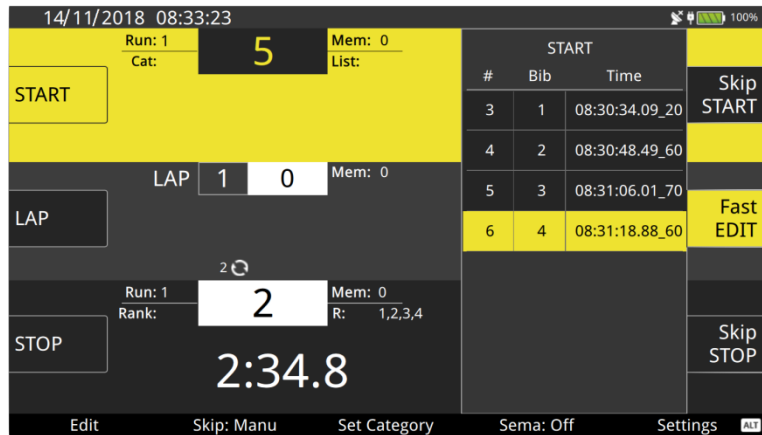 14/11/2018 08:33:23 100%
START
Run: 1
Cat:
5
Mem: 0
List:
LAP
LAP 1 0
Mem: 0
2
STOP
Run: 1
Rank:
2
Mem: 0
R: 1,2,3,4
2:34.8
START
# Bib Time
3 1 08:30:34.09_20
4 2 08:30:48.49_60
5 3 08:31:06.01_70
6 4 08:31:18.88_60
Skip
START
Fast
EDIT
Skip
STOP
Edit Skip: Manu Set Category Sema: Off Settings ALT